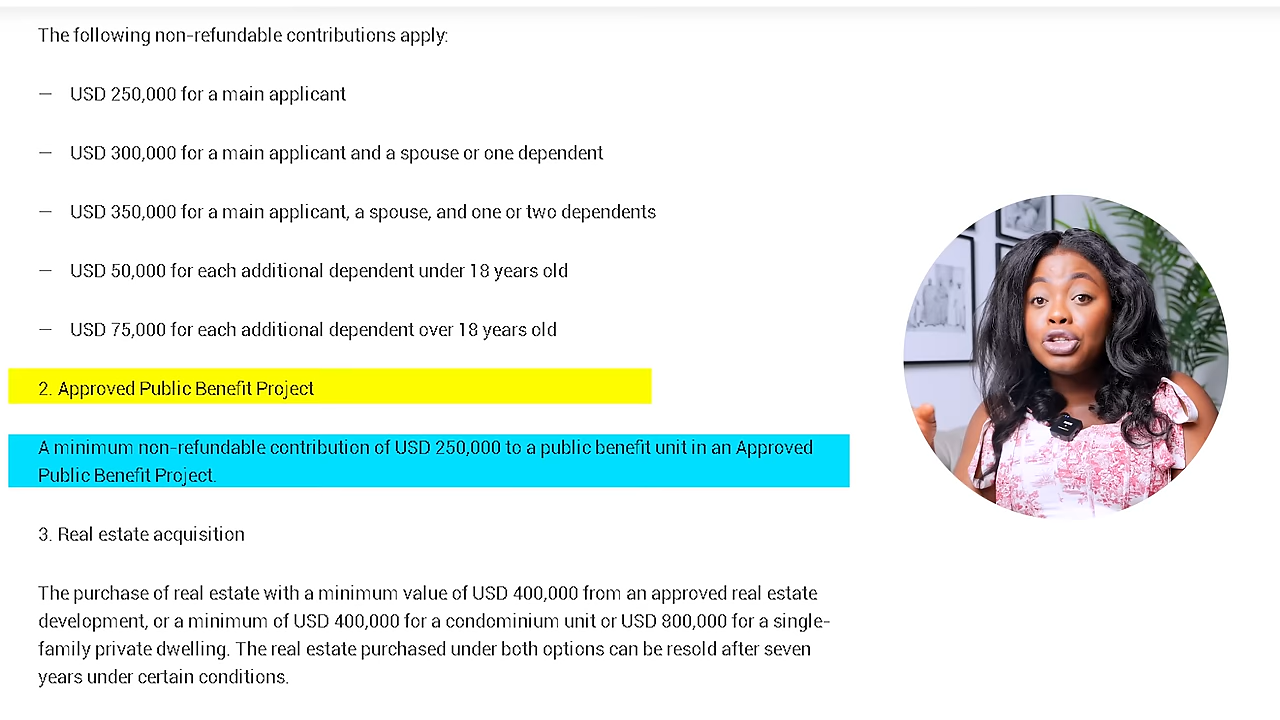 The following non-refundable contributions apply:
— USD 250,000 for a main applicant
— USD 300,000 for a main applicant and a spouse or one dependent
— USD 350,000 for a main applicant, a spouse, and one or two dependents
— USD 50,000 for each additional dependent under 18 years old
— USD 75,000 for each additional dependent over 18 years old
2. Approved Public Benefit Project
A minimum non-refundable contribution of USD 250,000 to a public benefit unit in an Approved
Public Benefit Project.
3. Real estate acquisition
The purchase of real estate with a minimum value of USD 400,000 from an approved real estate
development, or a minimum of USD 400,000 for a condominium unit or USD 800,000 for a single-
family private dwelling. The real estate purchased under both options can be resold after seven
years under certain conditions.